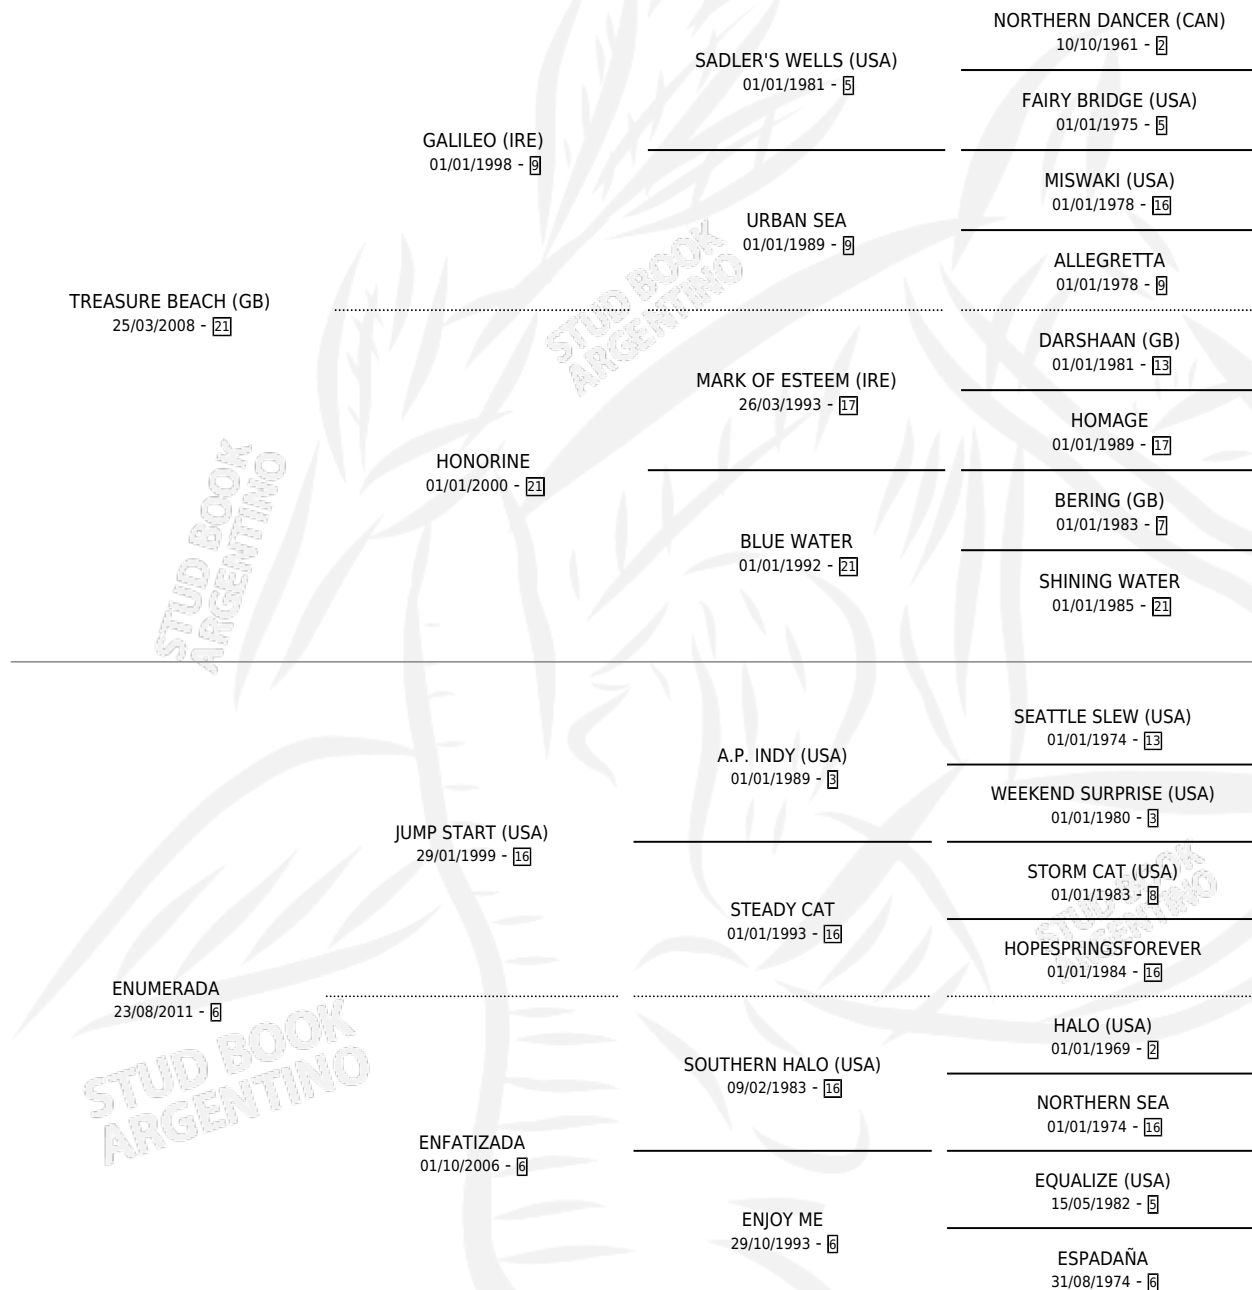 NORTHERN DANCER (CAN)
10/10/1961 - 2
SADLER'S WELLS (USA)
01/01/1981 - 5
FAIRY BRIDGE (USA)
01/01/1975 - 5
GALILEO (IRE)
01/01/1998 - 9
MISWAKI (USA)
01/01/1978 - 16
URBAN SEA
01/01/1989 - 9
ALLEGRETTA
01/01/1978 - 9
TREASURE BEACH (GB)
25/03/2008 - 21
DARSHAAN (GB)
01/01/1981 - 13
MARK OF ESTEEM (IRE)
26/03/1993 - 17
HOMAGE
01/01/1989 - 17
HONORINE
01/01/2000 - 21
BERING (GB)
01/01/1983 - 7
BLUE WATER
01/01/1992 - 21
SHINING WATER
01/01/1985 - 21
SEATTLE SLEW (USA)
01/01/1974 - 13
A.P. INDY (USA)
01/01/1989 - 3
WEEKEND SURPRISE (USA)
01/01/1980 - 3
JUMP START (USA)
29/01/1999 - 16
STORM CAT (USA)
01/01/1983 - 8
STEADY CAT
01/01/1993 - 16
HOPESPRINGSFOREVER
01/01/1984 - 16
ENUMERADA
23/08/2011 - 6
HALO (USA)
01/01/1969 - 2
SOUTHERN HALO (USA)
09/02/1983 - 16
NORTHERN SEA
01/01/1974 - 16
ENFATIZADA
01/10/2006 - 6
EQUALIZE (USA)
15/05/1982 - 5
ENJOY ME
29/10/1993 - 6
ESPADAÑA
31/08/1974 - 6
STUD BOOK
ARGENTINO
STUD BOOK
ARGENTINO
STUD BOOK
ARGENTINO
STUD BOOK
ARGENTINO